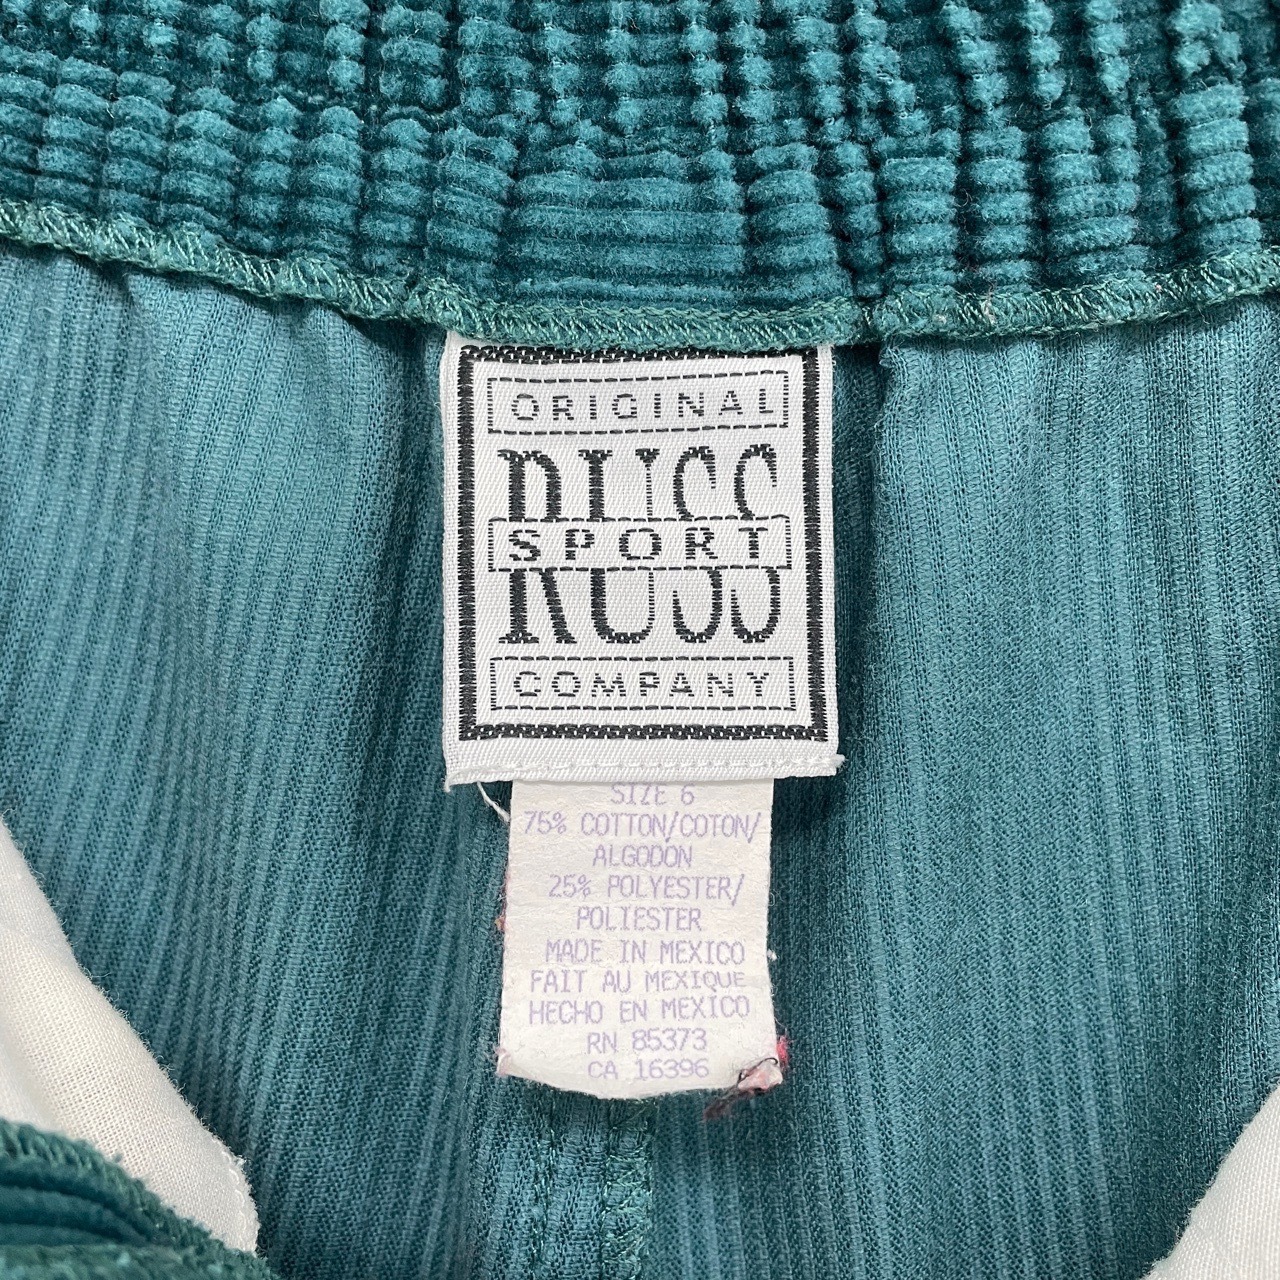 ORIGINAL
RUSS
SPORT
COMPANY
SIZE 6
75% COTTON/COTON/
ALGODON
25% POLYESTER/
POLIESTER
MADE IN MEXICO
FAIT AU MEXIQUE
HECHO EN MEXICO
RN 85373
CA 16396